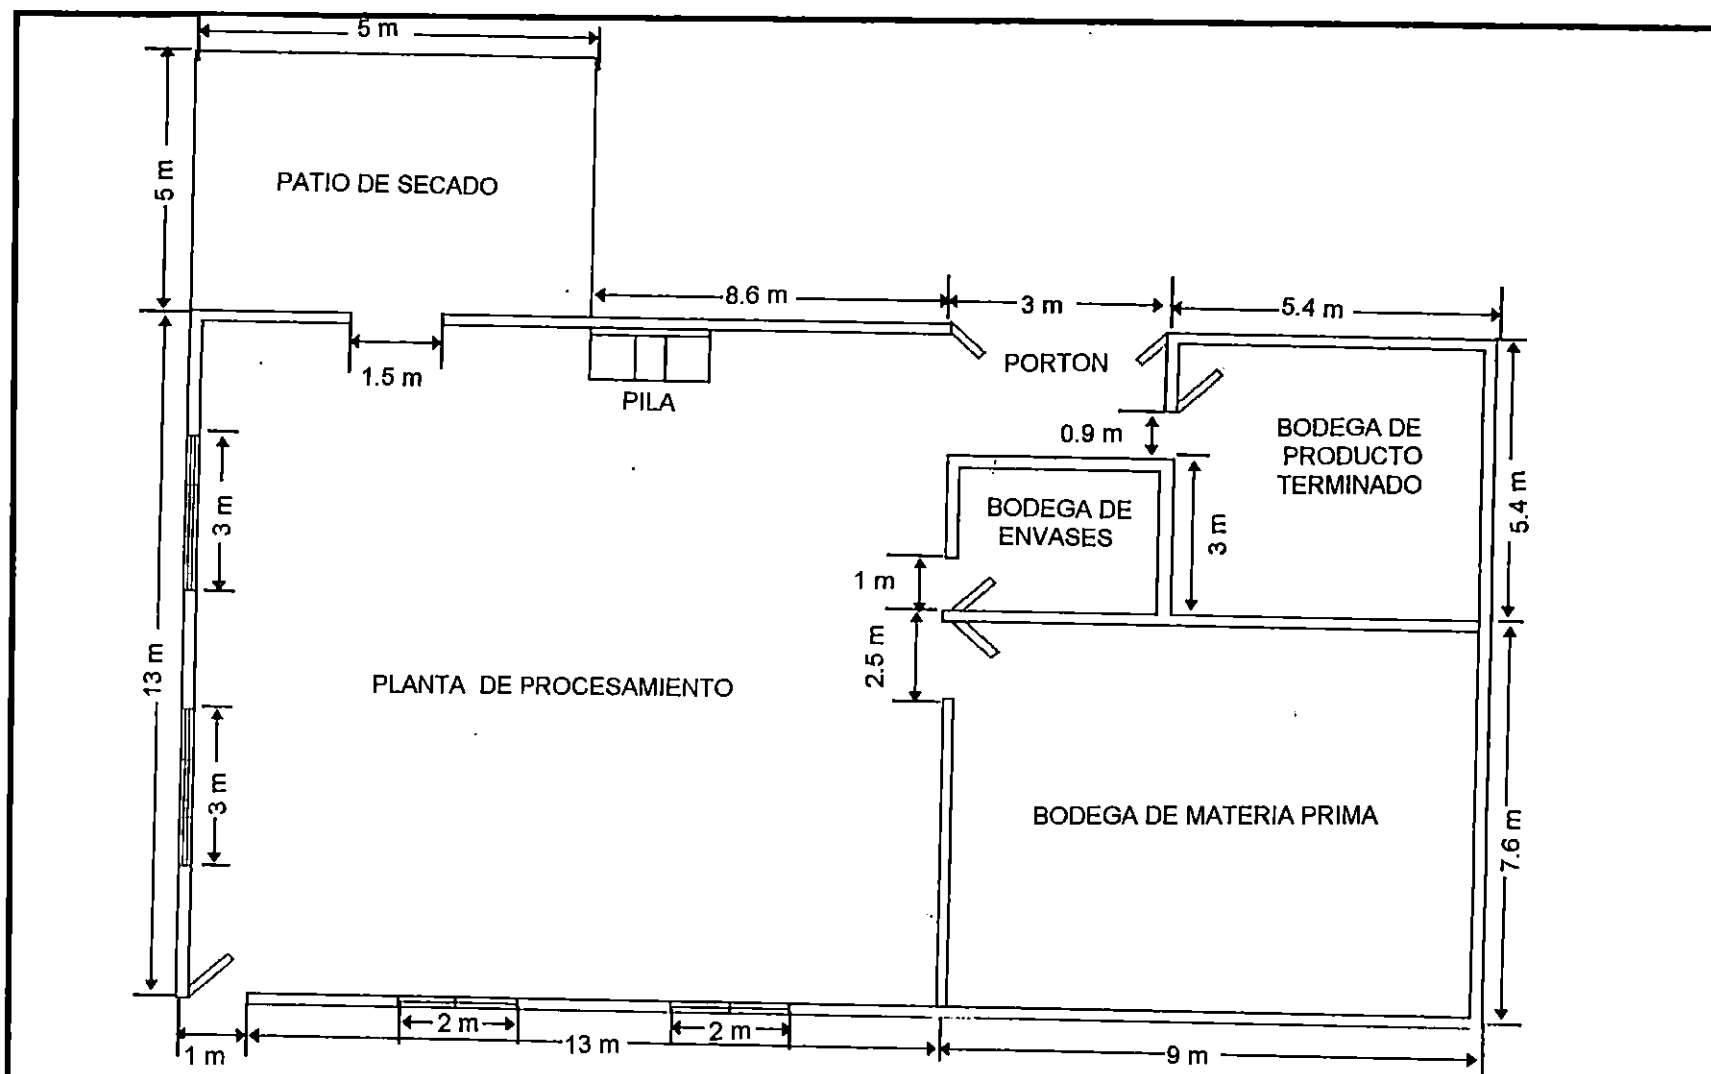 5 m
5 m
PATIO DE SECADO
8.6 m
3 m
5.4 m
1.5 m
PILA
PORTON
0.9 m
BODEGA DE
PRODUCTO
TERMINADO
3 m
BODEGA DE
ENVASES
3 m
5.4 m
1 m
2.5 m
13 m
PLANTA DE PROCESAMIENTO
3 m
BODEGA DE MATERIA PRIMA
7.6 m
1 m
2 m
13 m
2 m
9 m